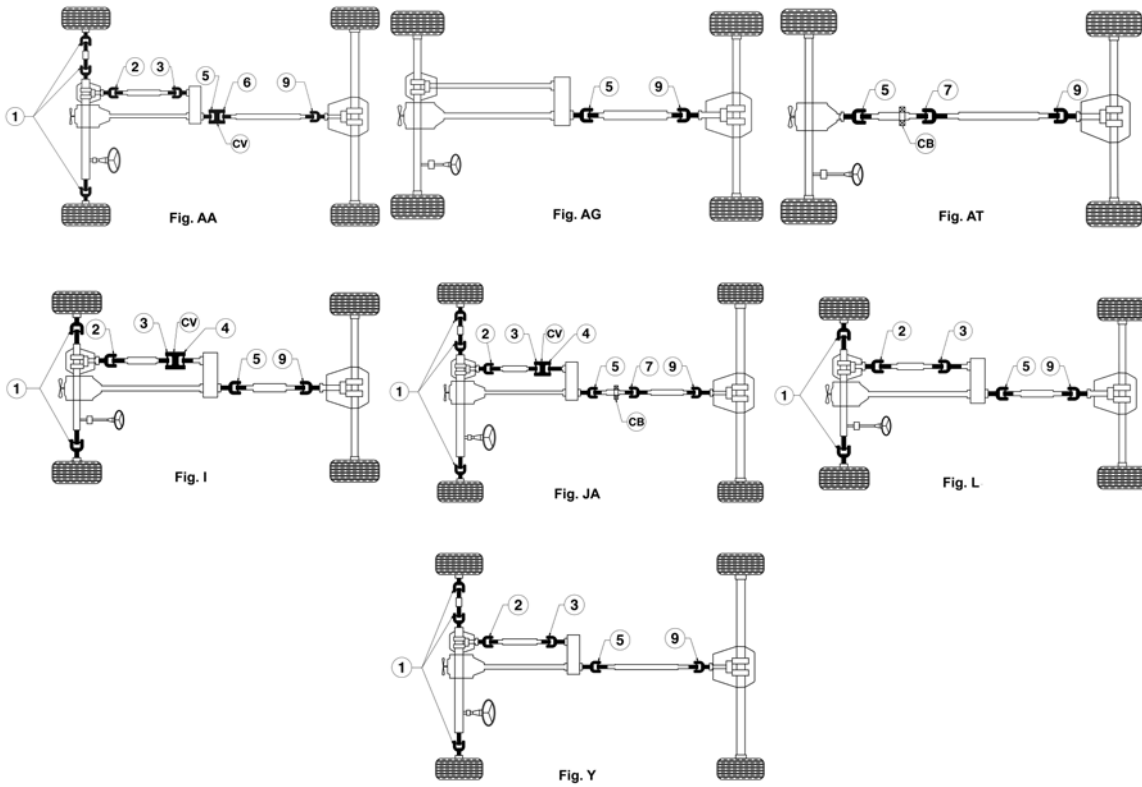 2 3 5 6 9
1
CV
Fig. AA
5 9
Fig. AG
5 7 9
CB
Fig. AT
2 3 CV 4
5 9
1
Fig. I
2 3 CV 4
5 7 9
1
CB
Fig. JA
2 3
5 9
1
Fig. L
2 3
5 9
1
Fig. Y